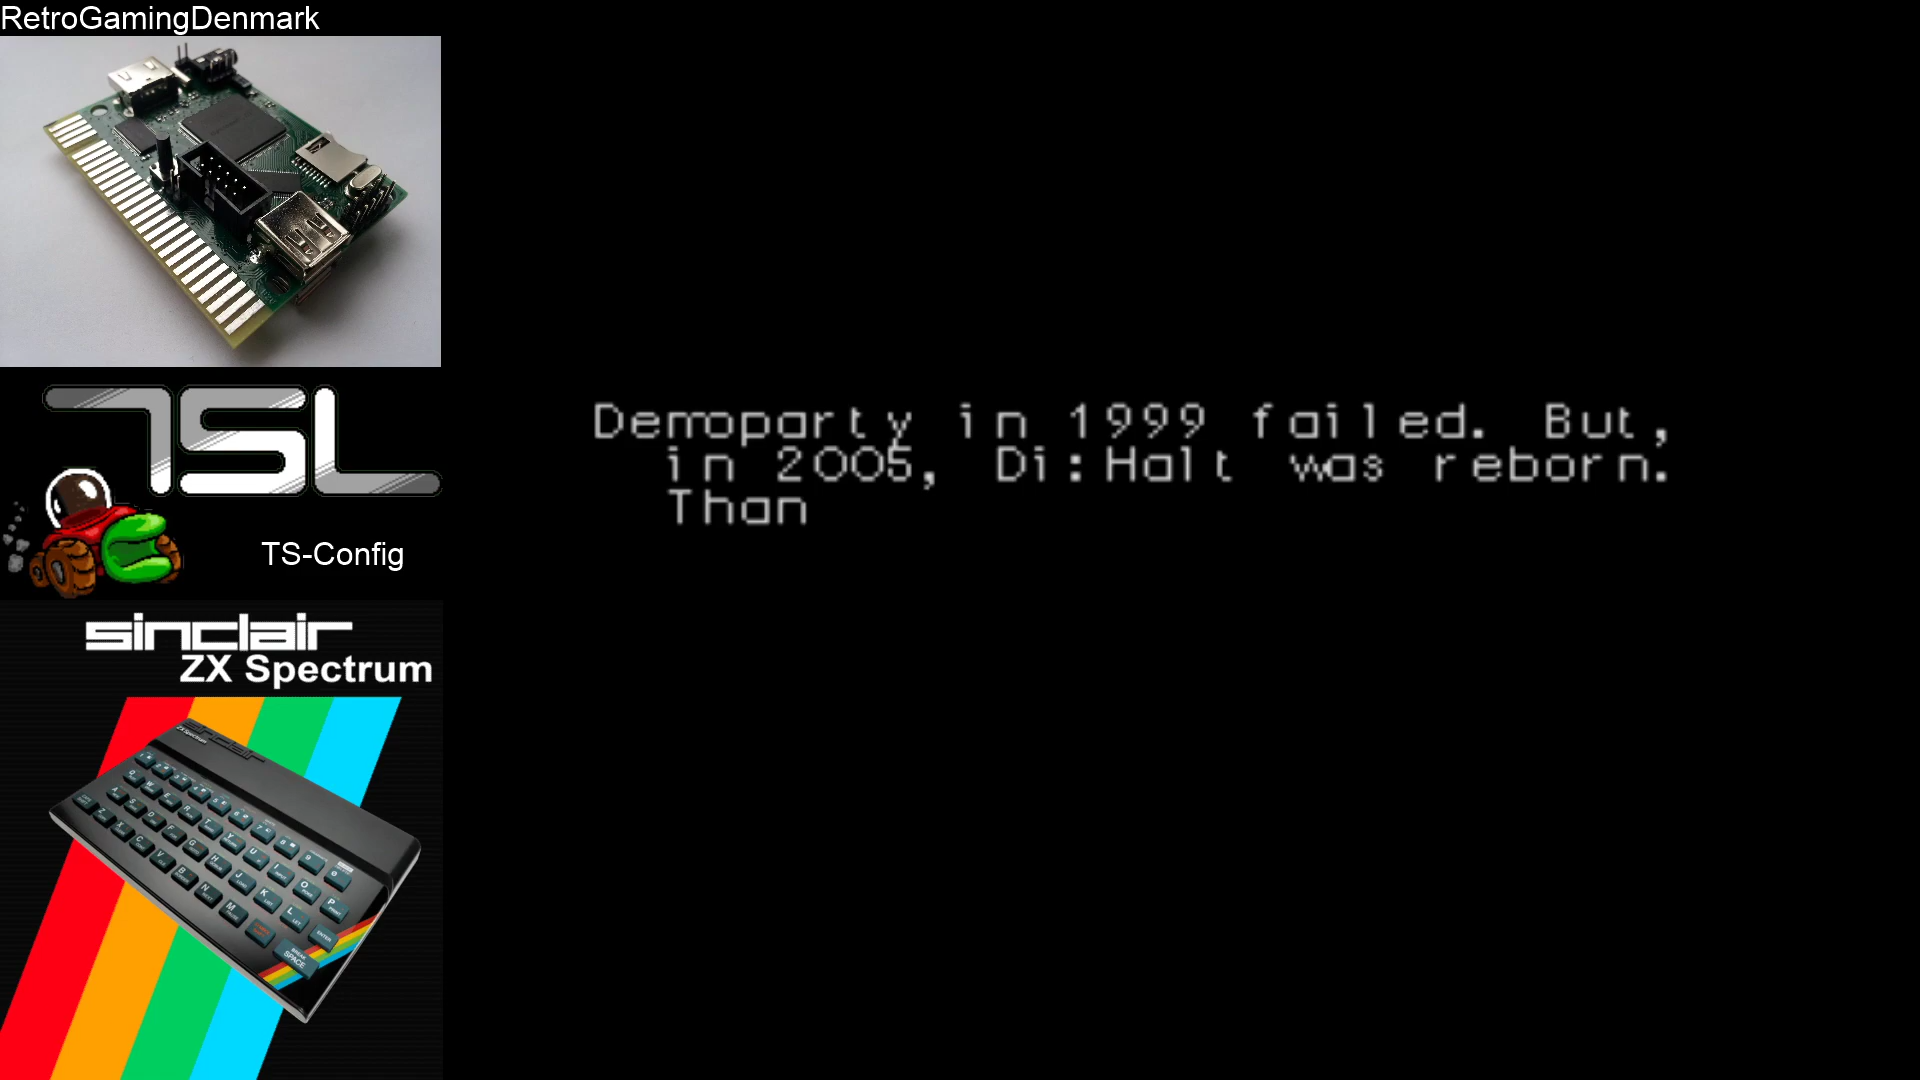 RetroGamingDenmark
TSL
TS-Config
sinclair
ZX Spectrum
Demoparty in 1999 failed. But,
in 2005, Di:Halt was reborn.
Than